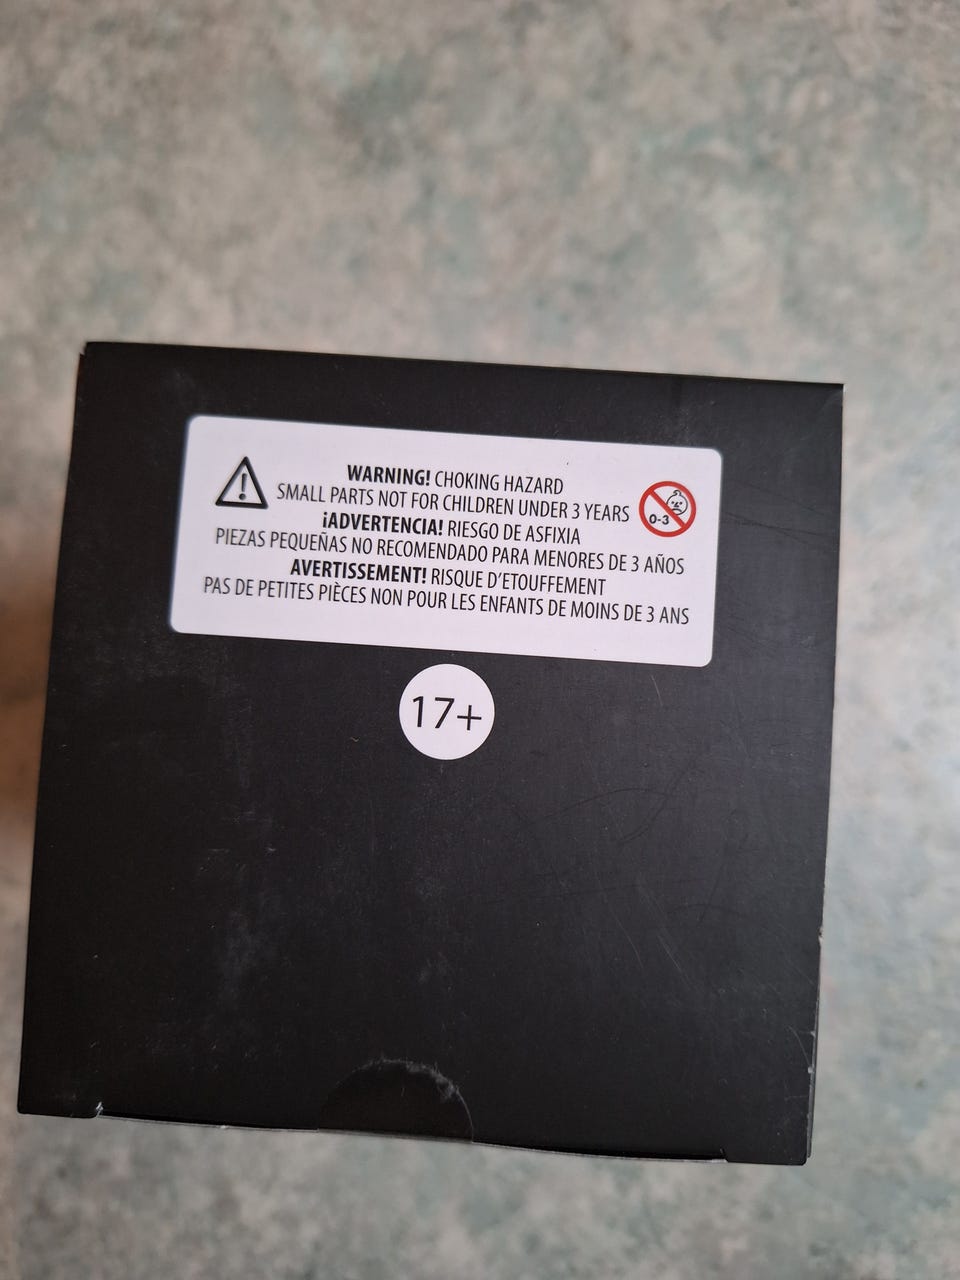 WARNING! CHOKING HAZARD
SMALL PARTS NOT FOR CHILDREN UNDER 3 YEARS
0-3
¡ADVERTENCIA! RIESGO DE ASFIXIA
PIEZAS PEQUEÑAS NO RECOMENDADO PARA MENORES DE 3 AÑOS
AVERTISSEMENT! RISQUE D'ETOUFFEMENT
PAS DE PETITES PIÈCES NON POUR LES ENFANTS DE MOINS DE 3 ANS
17+